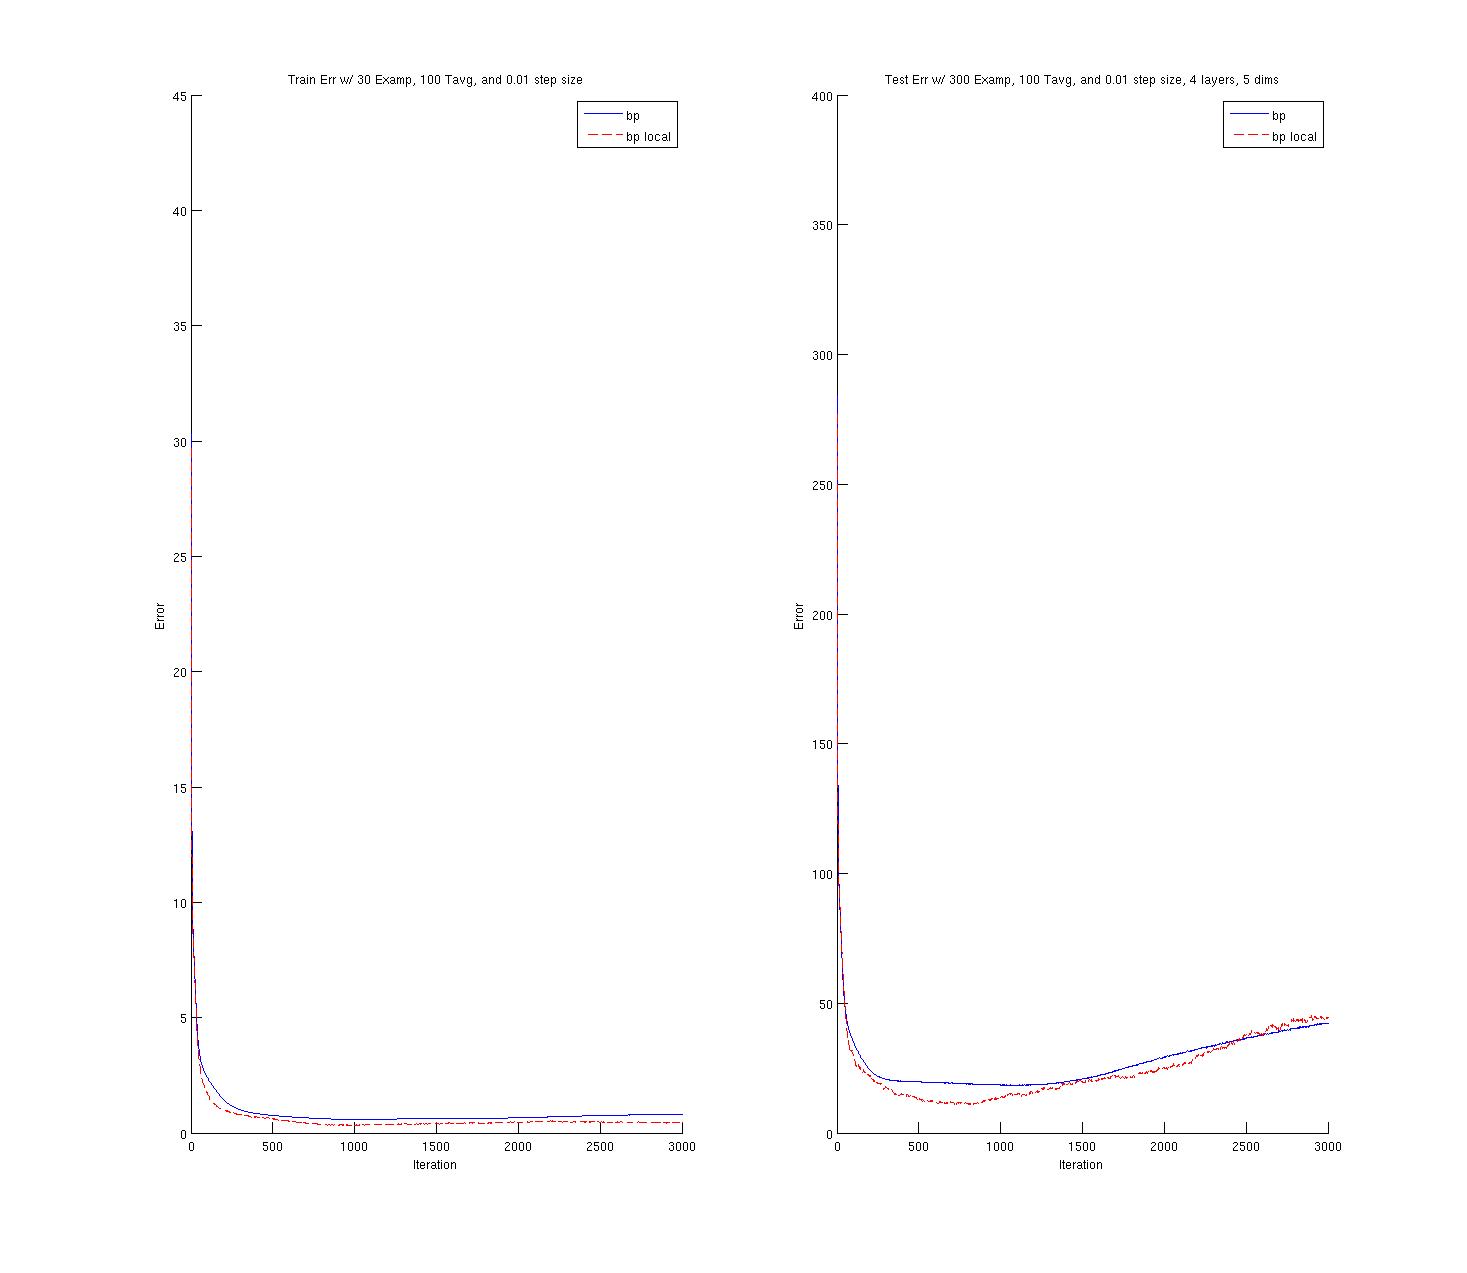 Train Err w/ 30 Examp, 100 Tavg, and 0.01 step size
bp
bp local
45
40
35
30
25
20
15
10
5
0
Error
0 500 1000 1500 2000 2500 3000
Iteration
Test Err w/ 300 Examp, 100 Tavg, and 0.01 step size, 4 layers, 5 dims
bp
bp local
400
350
300
250
200
150
100
50
0
Error
0 500 1000 1500 2000 2500 3000
Iteration